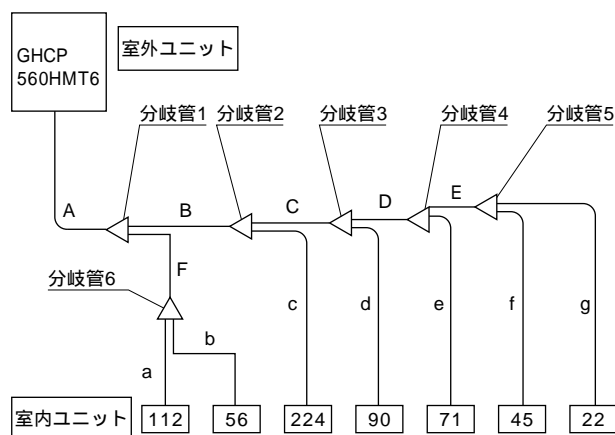 GHCP
560HMT6
室外ユニット
分岐管1
分岐管2
分岐管3
分岐管4
分岐管5
A
B
C
D
E
F
分岐管6
a
b
c
d
e
f
g
室内ユニット
112
56
224
90
71
45
22